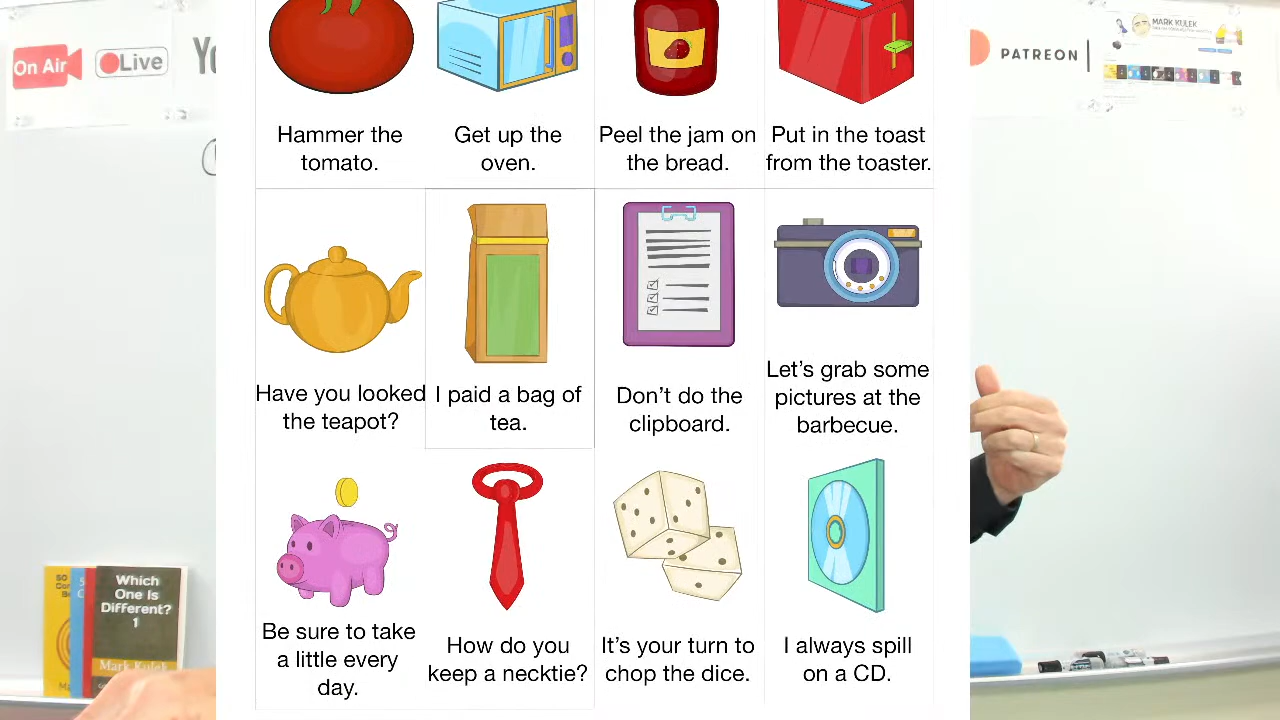 On Air
Live
PATREON
MARK KULEK
Hammer the
tomato.
Get up the
oven.
Peel the jam on
the bread.
Put in the toast
from the toaster.
Have you looked
the teapot?
I paid a bag of
tea.
Don’t do the
clipboard.
Let’s grab some
pictures at the
barbecue.
Be sure to take
a little every
day.
How do you
keep a necktie?
It’s your turn to
chop the dice.
I always spill
on a CD.
Which
One Is
Different?
1
Mark Kulek